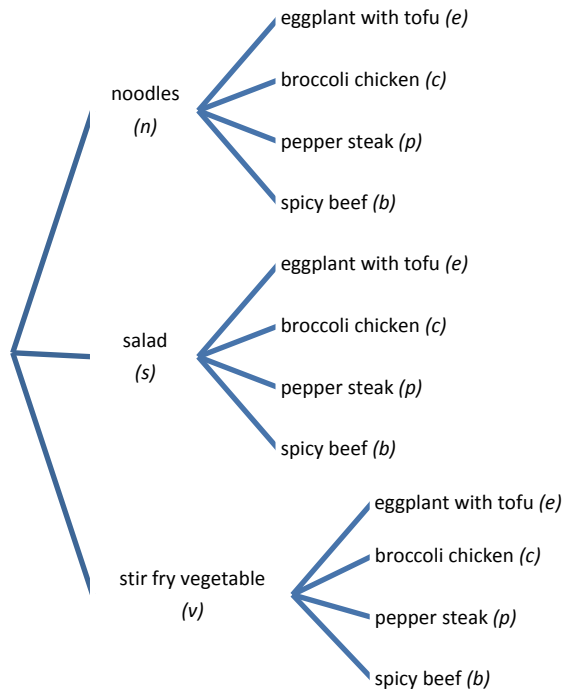 eggplant with tofu (e)
broccoli chicken (c)
noodles
(n)
pepper steak (p)
spicy beef (b)
eggplant with tofu (e)
broccoli chicken (c)
salad
(s)
pepper steak (p)
spicy beef (b)
eggplant with tofu (e)
broccoli chicken (c)
stir fry vegetable
(v)
pepper steak (p)
spicy beef (b)